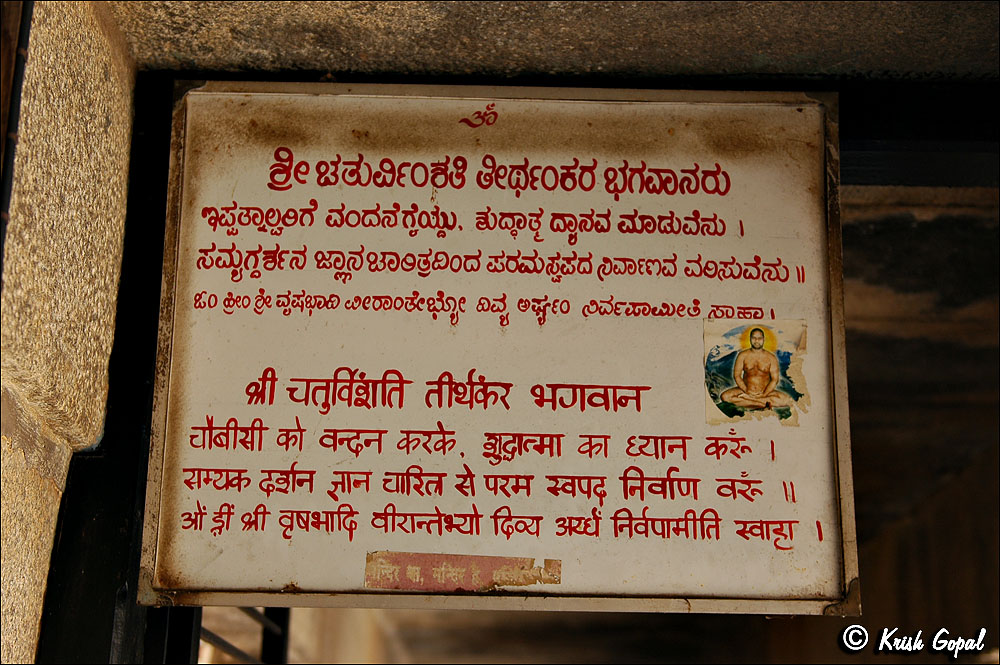 ॐ
ಶ್ರೀ ಚತುರ್ವಿಂಶತಿ ತೀರ್ಥಂಕರ ಭಗವಾನರು
ಇಪ್ಪತ್ನಾಲ್ವರಿಗೆ ವಂದನೆಗೈಯ್ದು, ಶುದ್ಧಾತ್ಮ ಧ್ಯಾನವ ಮಾಡುವೆನು ।
ಸಮ್ಯಗ್ದರ್ಶನ ಜ್ಞಾನ ಚಾರಿತ್ರದಿಂದ ಪರಮಸ್ವಪದ ನಿರ್ವಾಣವ ವರಿಸುವೆನು ॥
ಓಂ ಹ್ರೀಂ ಶ್ರೀ ವೃಷಭಾದಿ ವೀರಾಂತೇಭ್ಯೋ ದಿವ್ಯ ಅರ್ಘ್ಯಂ ನಿರ್ವಪಾಮೀತಿ ಸ್ವಾಹಾ ।
श्री चतुर्विंशति तीर्थंकर भगवान
चौबीसी को वन्दन करके, शुद्धात्मा का ध्यान करूँ ।
सम्यक दर्शन ज्ञान चारित्र से परम स्वपद निर्वाण वरूँ ॥
ओं ह्रीं श्री वृषभादि वीरान्तेभ्यो दिव्य अर्घ्यं निर्वपामीति स्वाहा ।
© Krish Gopal